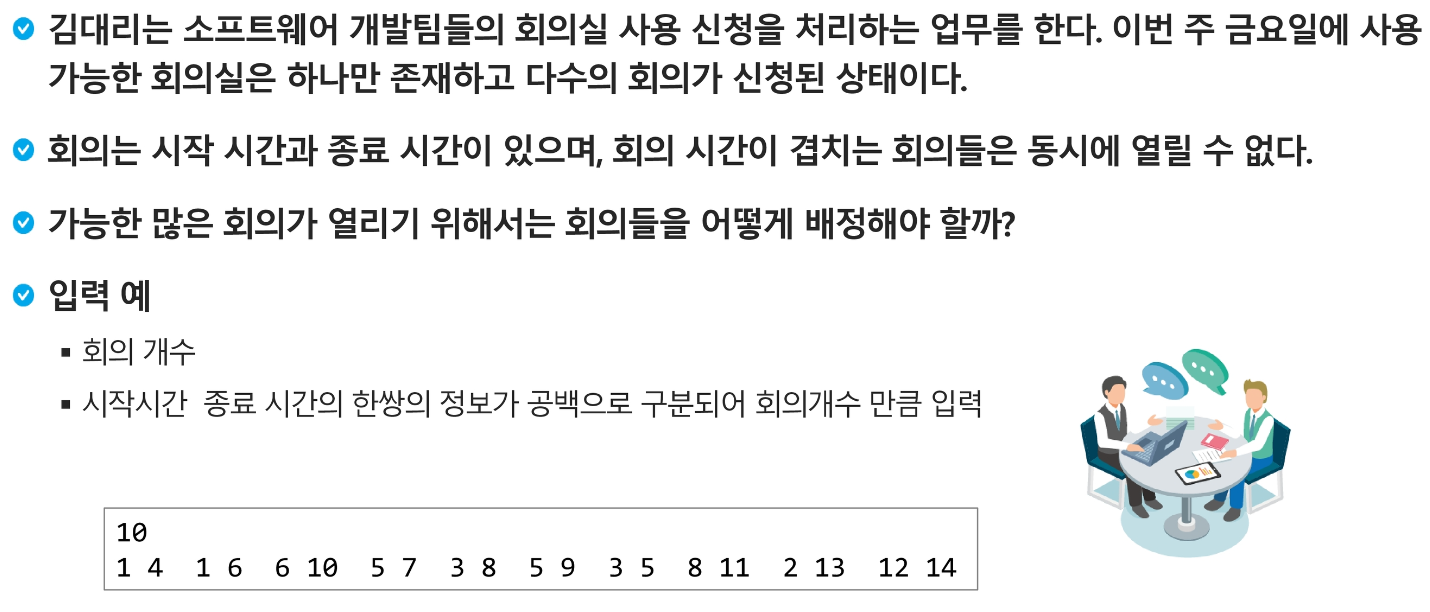 김대리는 소프트웨어 개발팀들의 회의실 사용 신청을 처리하는 업무를 한다. 이번 주 금요일에 사용
가능한 회의실은 하나만 존재하고 다수의 회의가 신청된 상태이다.
회의는 시작 시간과 종료 시간이 있으며, 회의 시간이 겹치는 회의들은 동시에 열릴 수 없다.
가능한 많은 회의가 열리기 위해서는 회의들을 어떻게 배정해야 할까?
입력 예
▪ 회의 개수
▪ 시작시간  종료 시간의 한쌍의 정보가 공백으로 구분되어 회의개수 만큼 입력
10
1 4  1 6  6 10  5 7  3 8  5 9  3 5  8 11  2 13  12 14